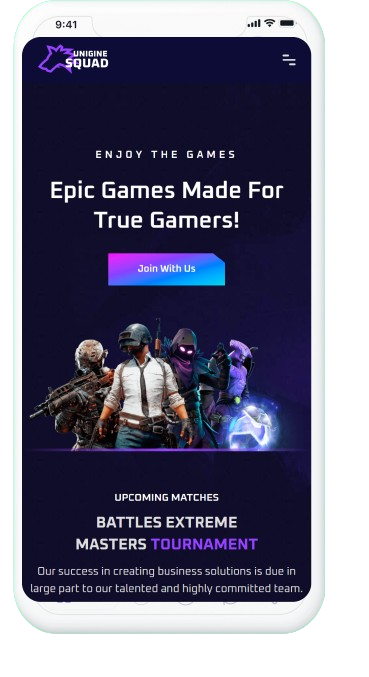 9:41
UNIGINE
SQUAD
ENJOY THE GAMES
Epic Games Made For
True Gamers!
Join With Us
UPCOMING MATCHES
BATTLES EXTREME
MASTERS TOURNAMENT
Our success in creating business solutions is due in
large part to our talented and highly committed team.